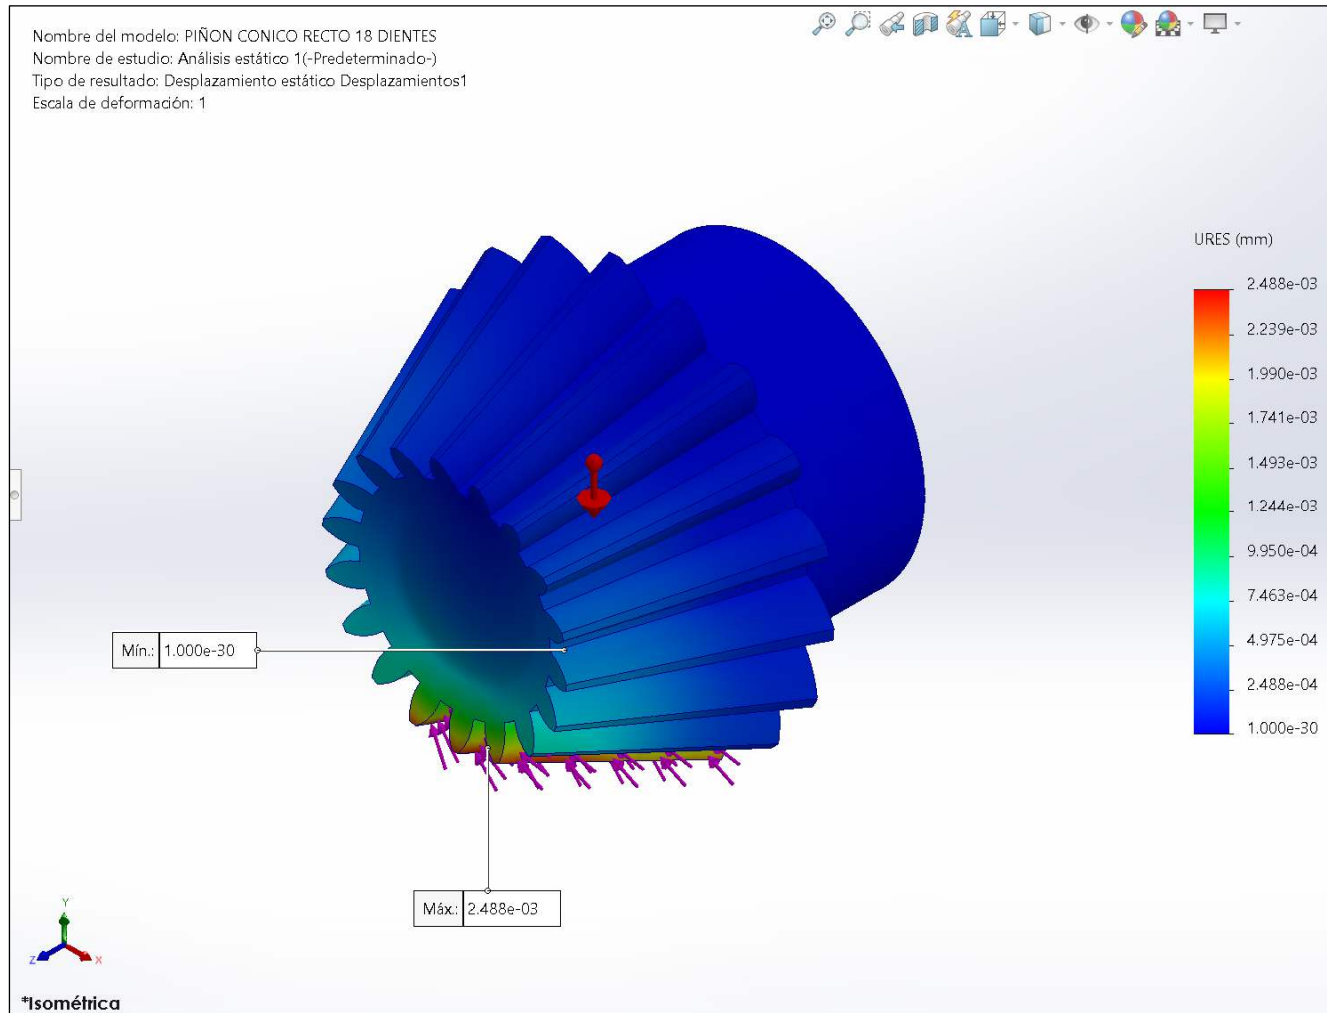 Nombre del modelo: PIÑON CONICO RECTO 18 DIENTES
Nombre de estudio: Análisis estático 1(-Predeterminado-)
Tipo de resultado: Desplazamiento estático Desplazamientos1
Escala de deformación: 1
URES (mm)
2.488e-03
2.239e-03
1.990e-03
1.741e-03
1.493e-03
1.244e-03
9.950e-04
7.463e-04
4.975e-04
2.488e-04
1.000e-30
Mín.: 1.000e-30
Máx.: 2.488e-03
Y
Z
X
*Isométrica